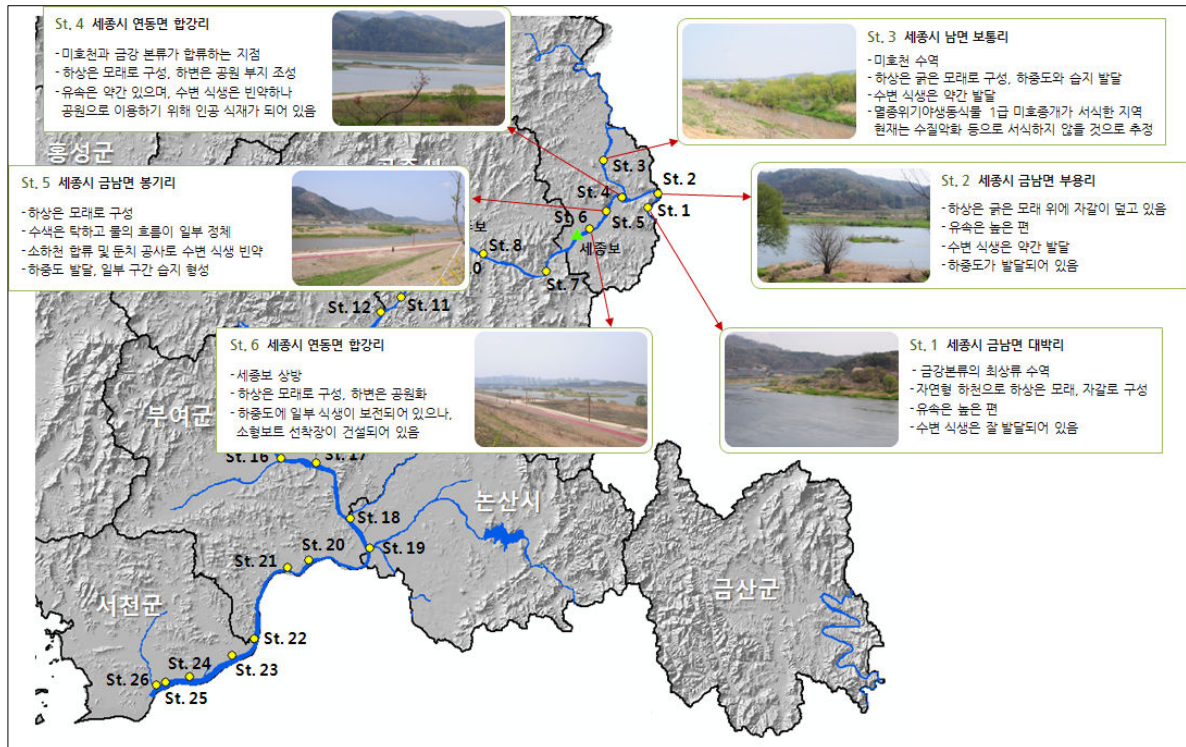 St. 4 세종시 연동면 합강리
- 미호천과 금강 본류가 합류하는 지점
- 하상은 모래로 구성, 하변은 공원 부지 조성
- 유속은 약간 있으며, 수변 식생은 빈약하나
공원으로 이용하기 위해 인공 식재가 되어 있음
St. 3 세종시 남면 보통리
- 미호천 수역
- 하상은 굵은 모래로 구성, 하중도와 습지 발달
- 수변 식생은 약간 발달
- 멸종위기야생동식물 1급 미호종개가 서식한 지역
현재는 수질악화 등으로 서식하지 않을 것으로 추정
홍성군
St. 5 세종시 금남면 봉기리
- 하상은 모래로 구성
- 수색은 탁하고 물의 흐름이 일부 정체
- 소하천 합류 및 둔치 공사로 수변 식생 빈약
- 하중도 발달, 일부 구간 습지 형성
St. 2 세종시 금남면 부용리
- 하상은 굵은 모래 위에 자갈이 덮고 있음
- 유속은 높은 편
- 수변 식생은 약간 발달
- 하중도가 발달되어 있음
St. 3
St. 2
St. 4
St. 1
St. 6
St. 5
세종보
St. 8
St. 7
St. 11
St. 12
St. 6 세종시 연동면 합강리
- 세종보 상방
- 하상은 모래로 구성, 하변은 공원화
- 하중도에 일부 식생이 보전되어 있으나,
소형보트 선착장이 건설되어 있음
St. 1 세종시 금남면 대박리
- 금강본류의 최상류 수역
- 자연형 하천으로 하상은 모래, 자갈로 구성
- 유속은 높은 편
- 수변 식생은 잘 발달되어 있음
부여군
St. 16
St. 17
논산시
St. 18
St. 19
St. 20
St. 21
금산군
서천군
St. 22
St. 23
St. 24
St. 26
St. 25